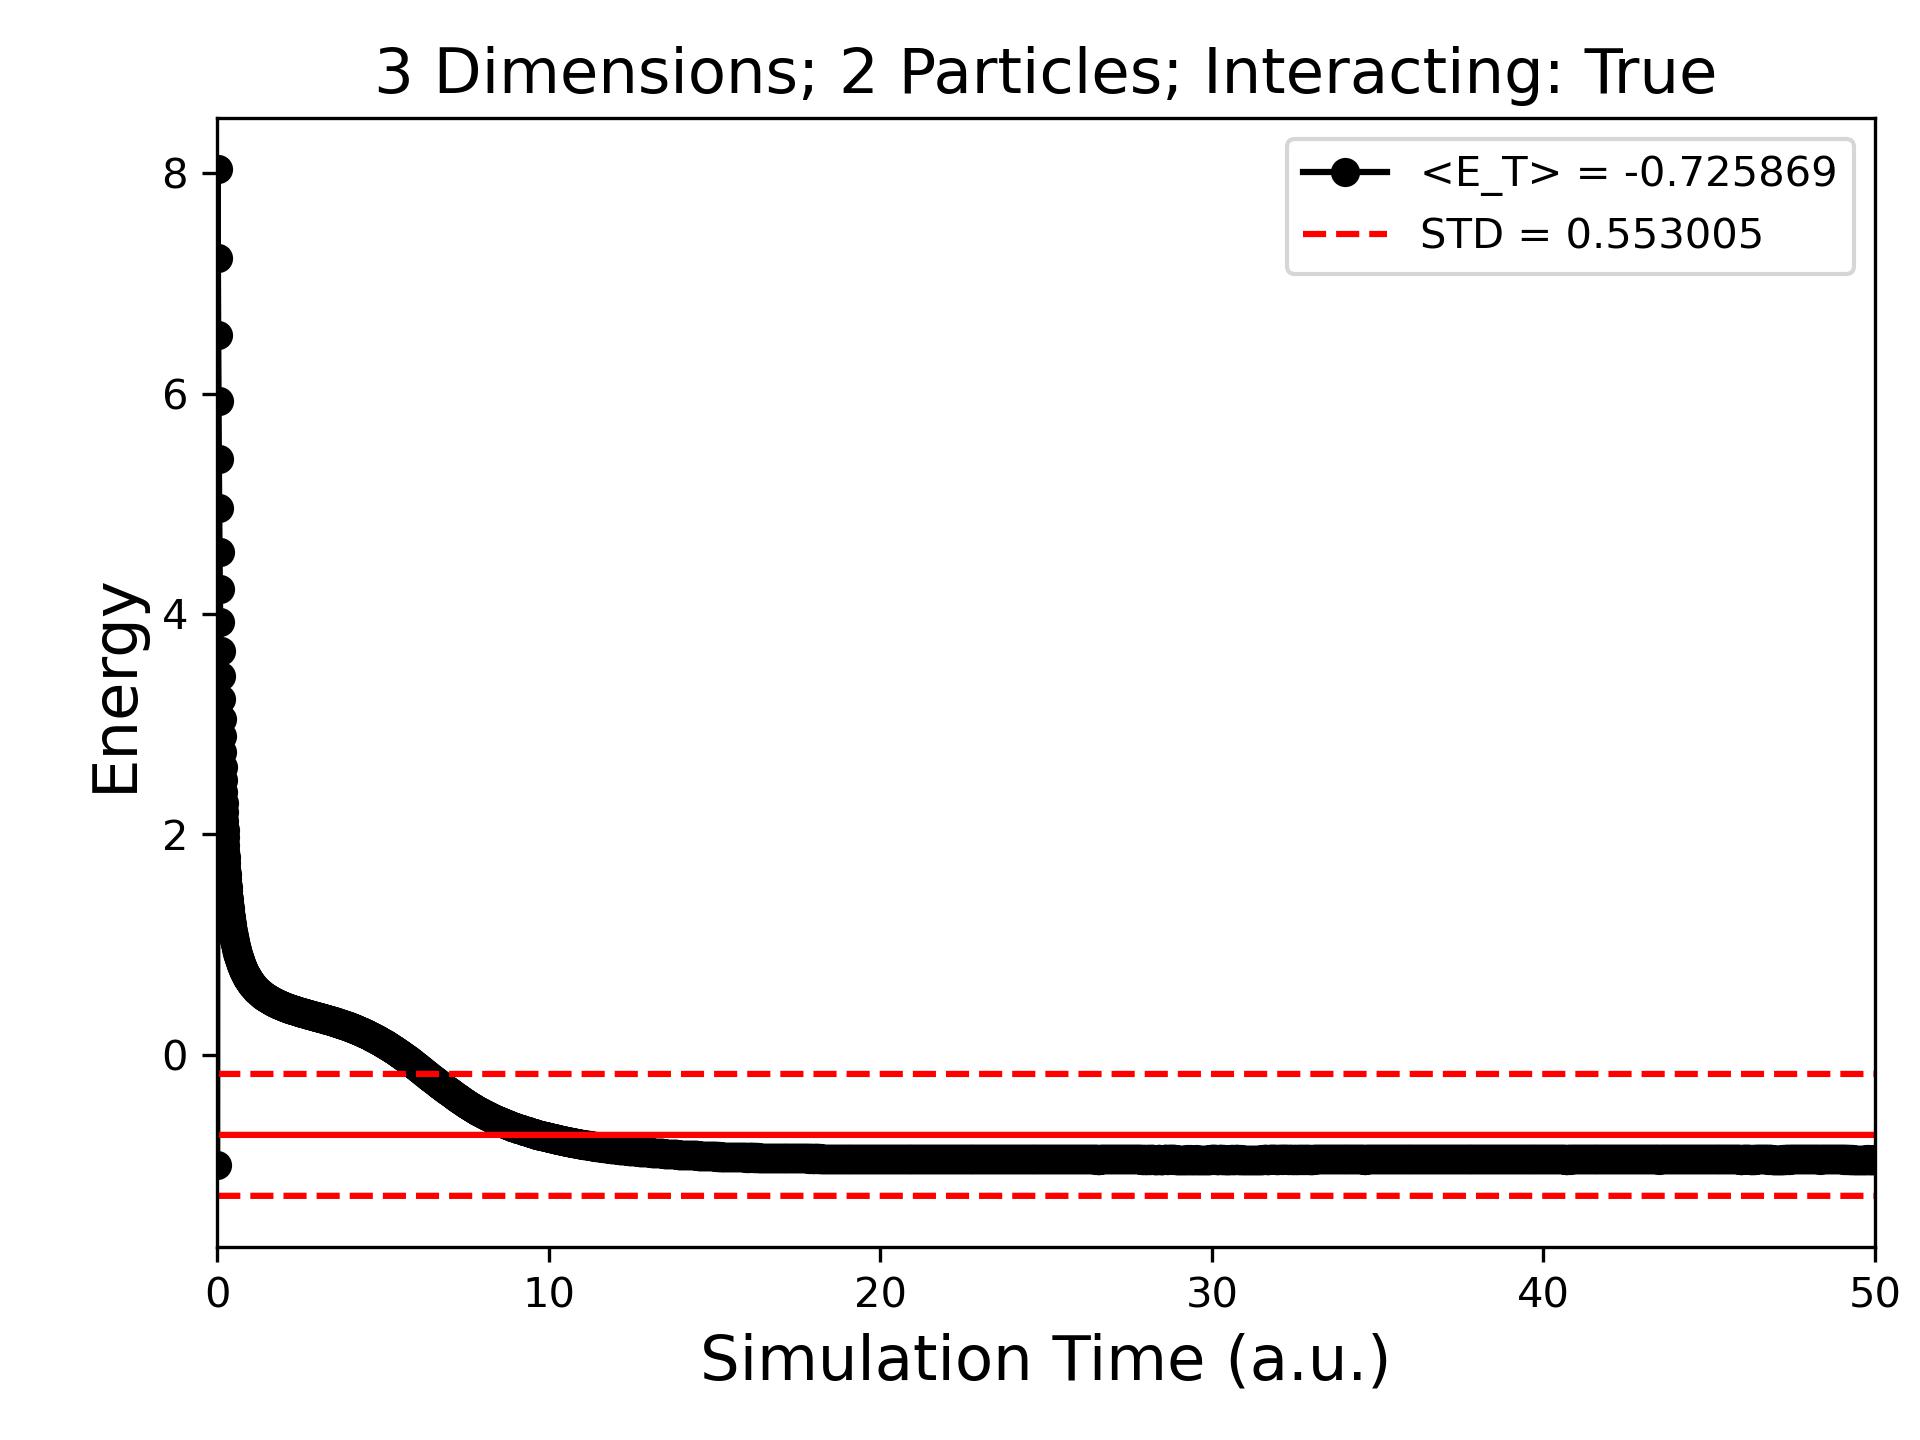 3 Dimensions; 2 Particles; Interacting: True
<E_T> = -0.725869
STD = 0.553005
8
6
4
2
0
Energy
0
10
20
30
40
50
Simulation Time (a.u.)